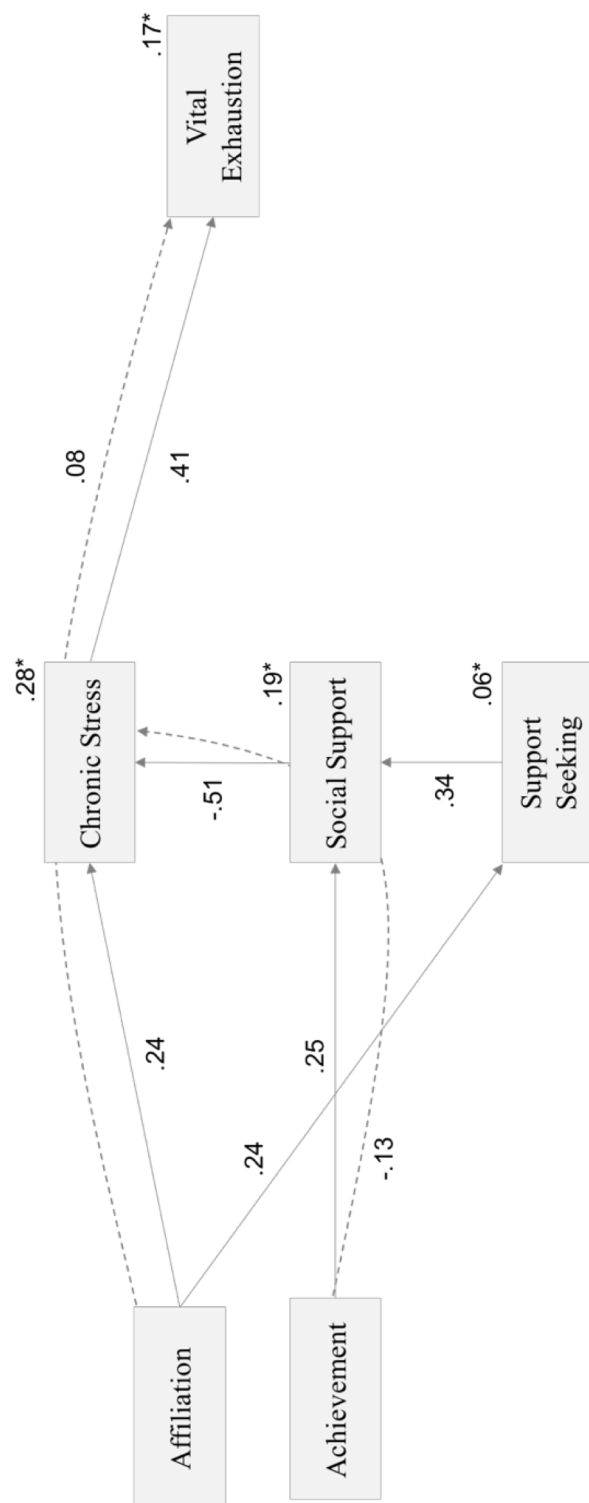 .17*
Vital
Exhaustion
.08
.41
.28*
Chronic Stress
-.51
.19*
Social Support
.34
.06*
Support
Seeking
.24
.24
.25
-.13
Affiliation
Achievement